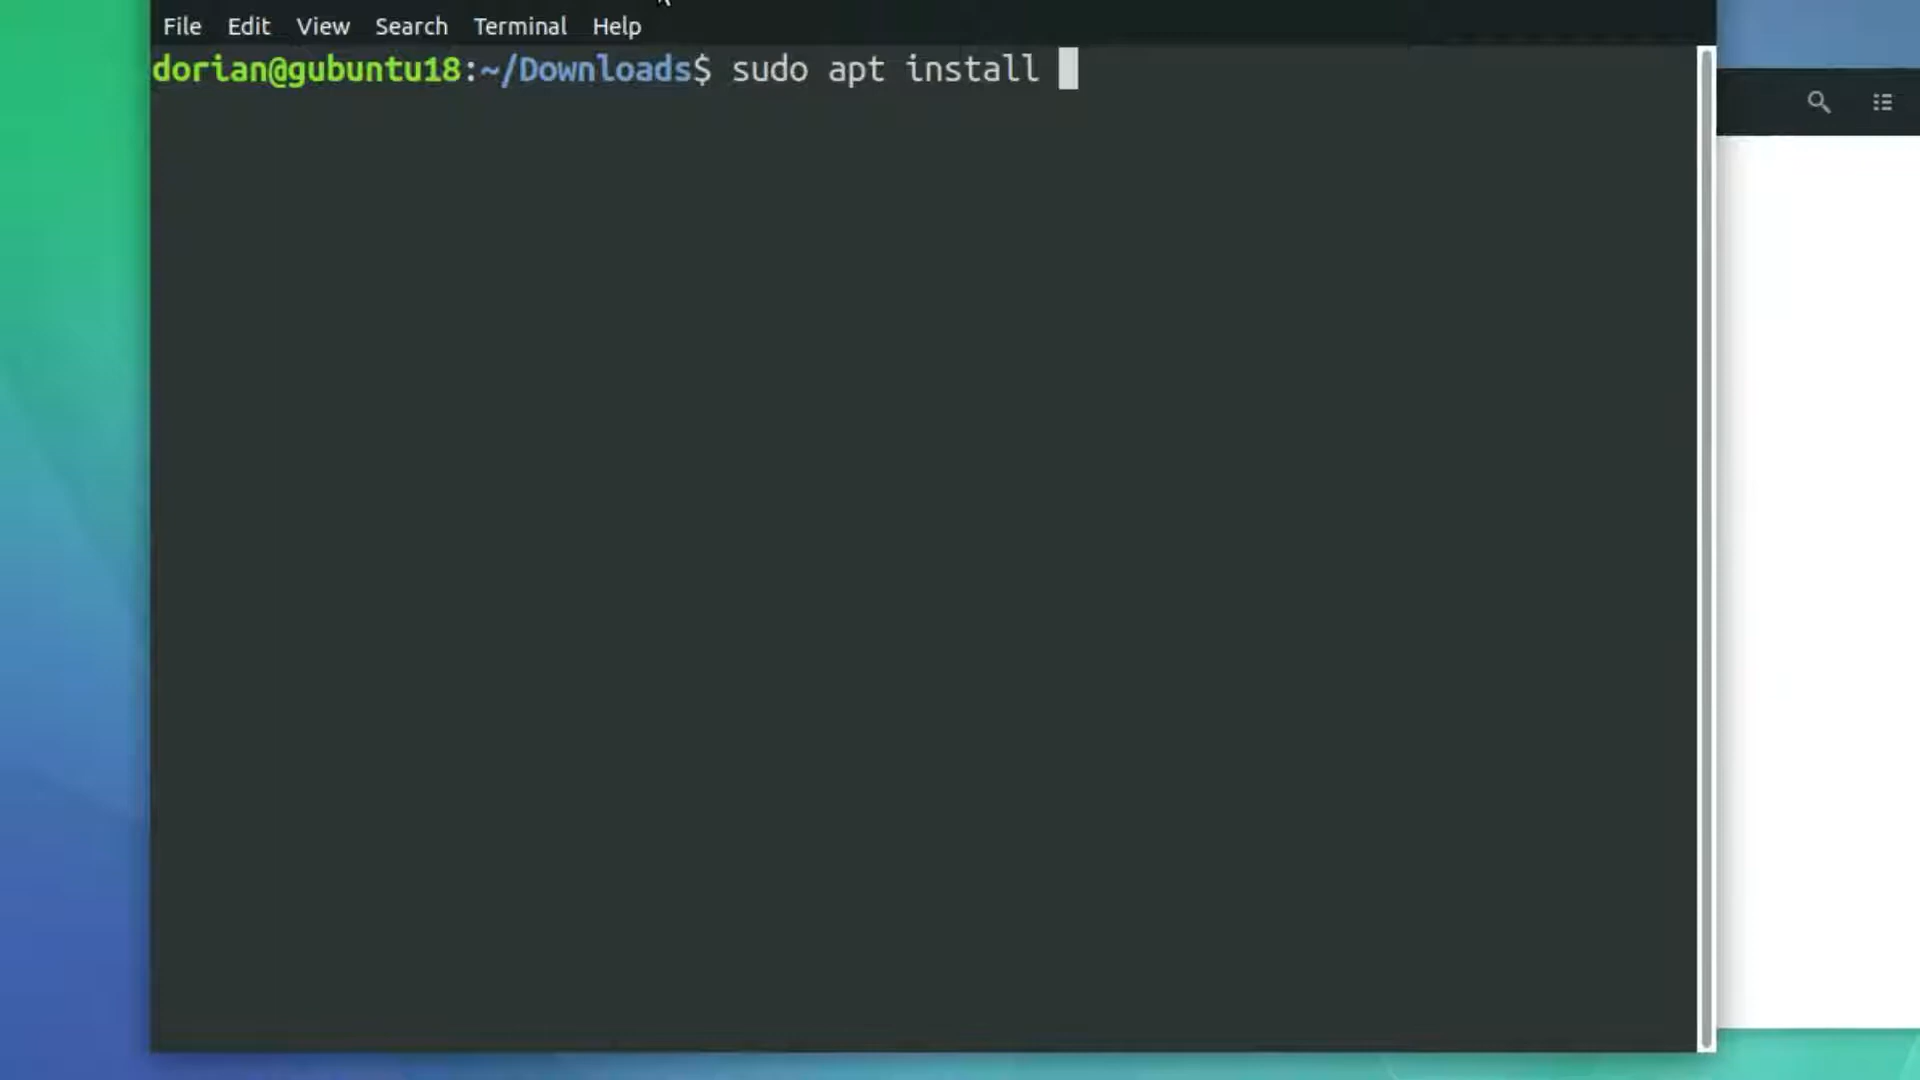 File Edit View Search Terminal Help
dorian@gubuntu18:~/Downloads$ sudo apt install